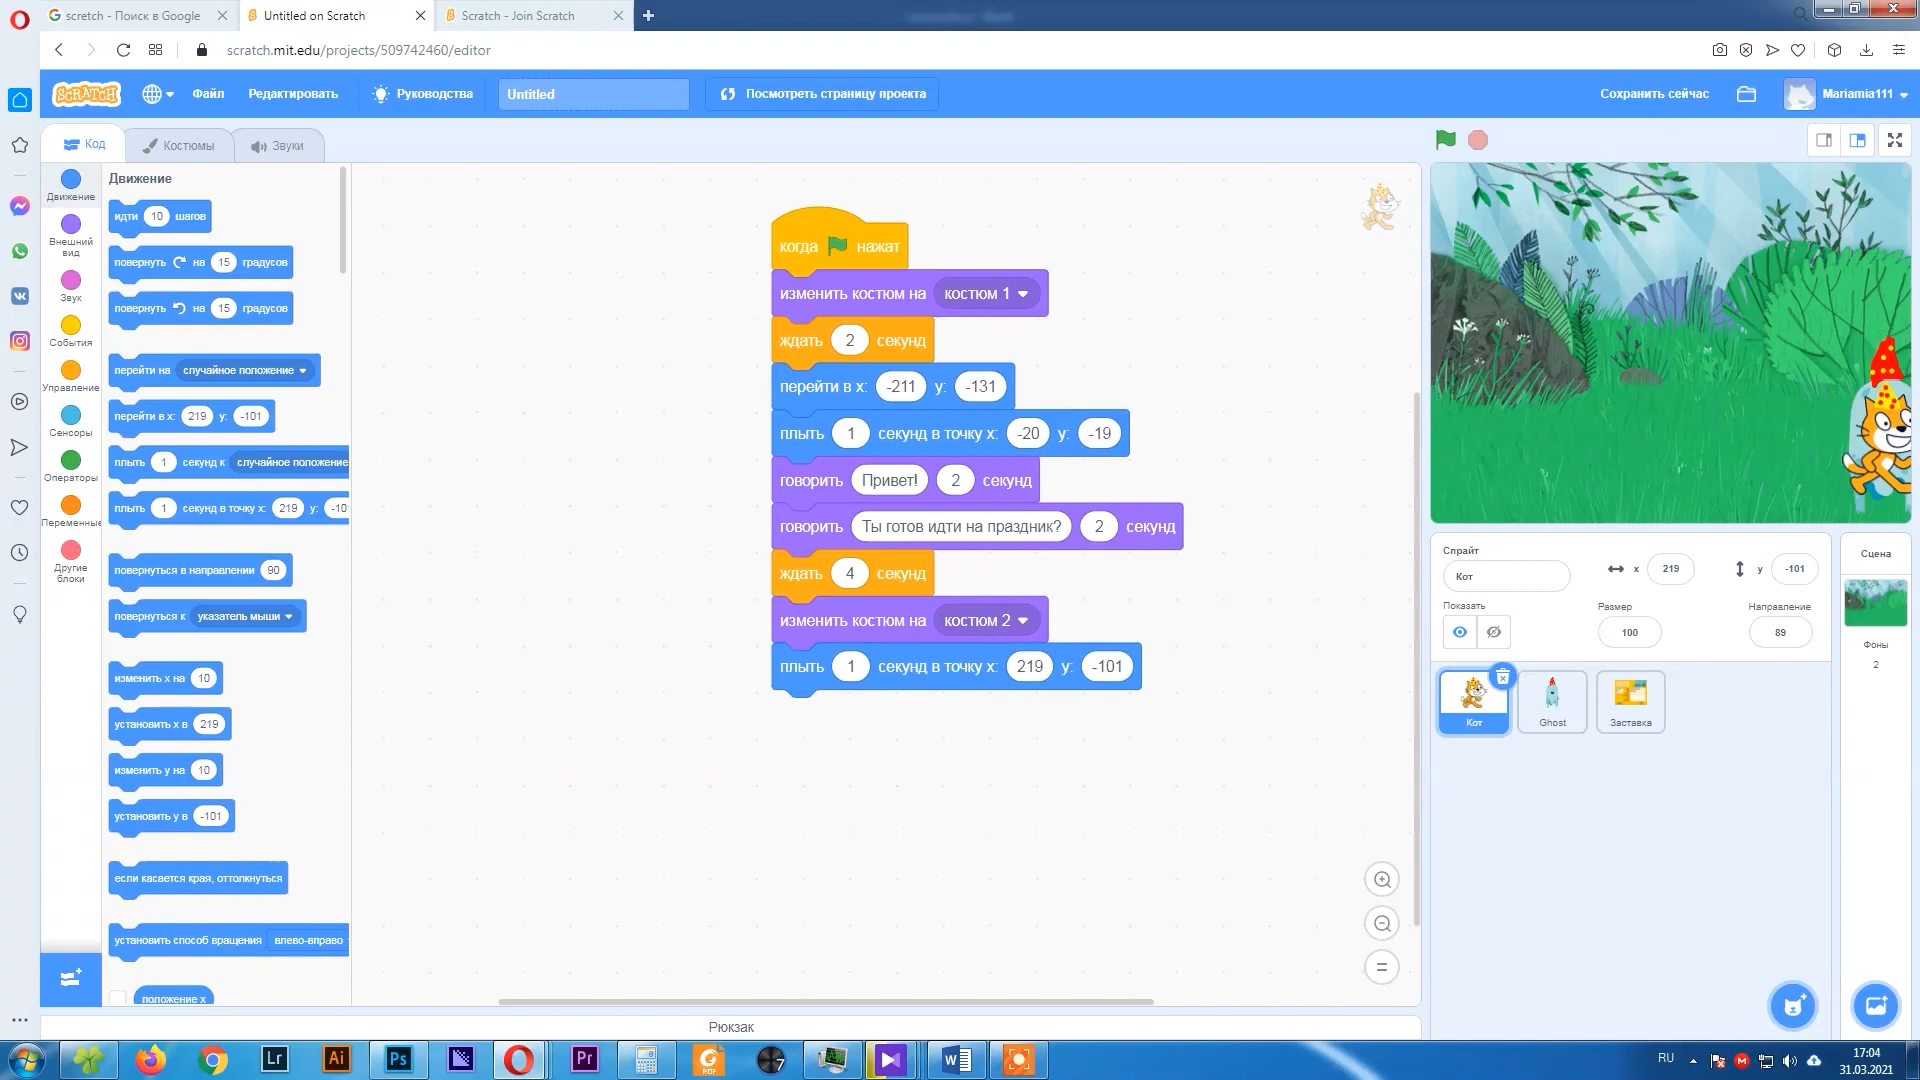 scretch - Поиск в Google
Untitled on Scratch
Scratch - Join Scratch
scratch.mit.edu/projects/509742460/editor
SCRATCH
Файл
Редактировать
Руководства
Untitled
Посмотреть страницу проекта
Сохранить сейчас
Mariamia111
Код
Костюмы
Звуки
Движение
Внешний вид
Звук
События
Управление
Сенсоры
Операторы
Переменные
Другие блоки
Движение
идти 10 шагов
повернуть на 15 градусов
повернуть на 15 градусов
перейти на случайное положение
перейти в x: 219 y: -101
плыть 1 секунд к случайное положение
плыть 1 секунд в точку x: 219 y: -10
повернуться в направлении 90
повернуться к указатель мыши
изменить x на 10
установить x в 219
изменить y на 10
установить y в -101
если касается края, оттолкнуться
установить способ вращения влево-вправо
положение x
когда нажат
изменить костюм на костюм 1
ждать 2 секунд
перейти в x: -211 y: -131
плыть 1 секунд в точку x: -20 y: -19
говорить Привет! 2 секунд
говорить Ты готов идти на праздник? 2 секунд
ждать 4 секунд
изменить костюм на костюм 2
плыть 1 секунд в точку x: 219 y: -101
Рюкзак
Спрайт
Кот
x 219
y -101
Показать
Размер
100
Направление
89
Кот
Ghost
Заставка
Сцена
Фоны
2
Lr
Ai
Ps
Pr
PDF
7
W
RU
17:04
31.03.2021